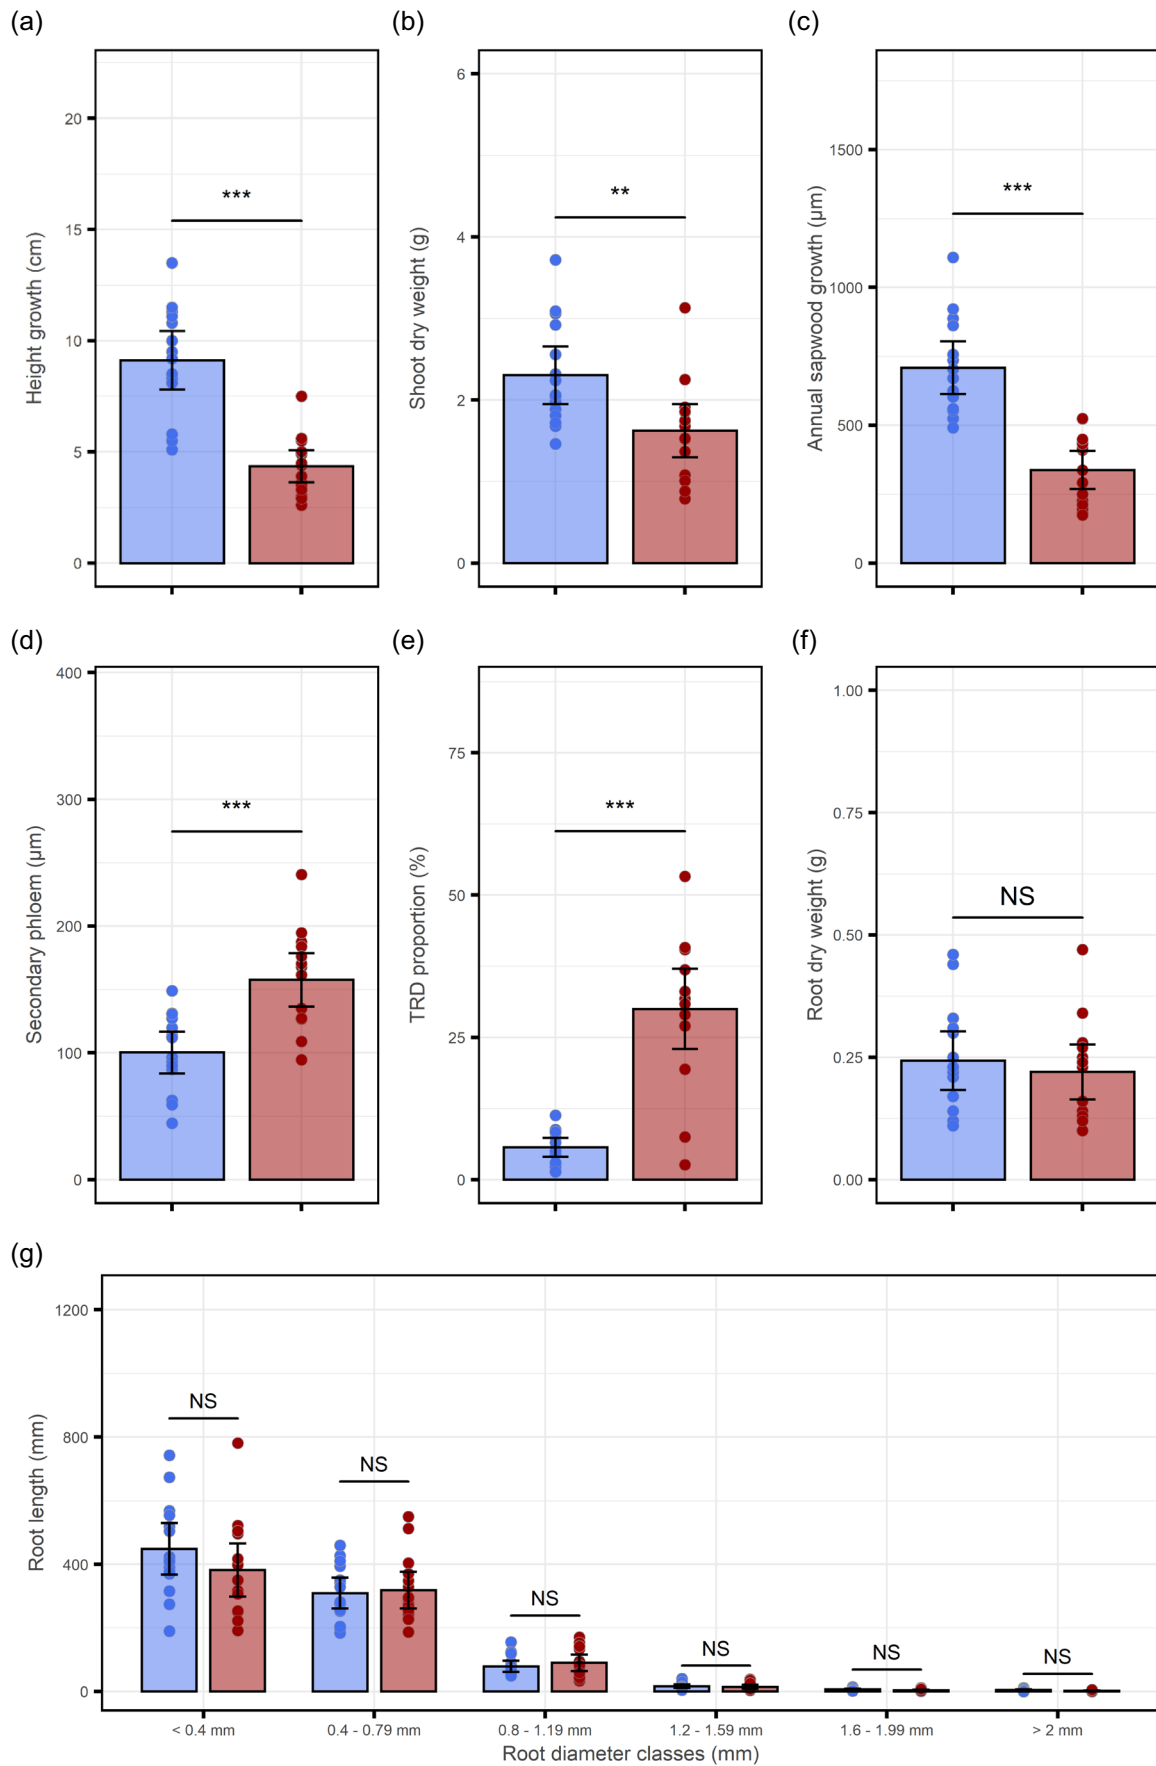 (a)
(b)
(c)
Height growth (cm)
20
15
10
5
0
***
Shoot dry weight (g)
6
4
2
0
**
Annual sapwood growth (µm)
1500
1000
500
0
***
(d)
(e)
(f)
Secondary phloem (µm)
400
300
200
100
0
***
TRD proportion (%)
75
50
25
0
***
Root dry weight (g)
1.00
0.75
0.50
0.25
0.00
NS
(g)
Root length (mm)
1200
800
400
0
NS
NS
NS
NS
NS
NS
< 0.4 mm
0.4 - 0.79 mm
0.8 - 1.19 mm
1.2 - 1.59 mm
1.6 - 1.99 mm
> 2 mm
Root diameter classes (mm)